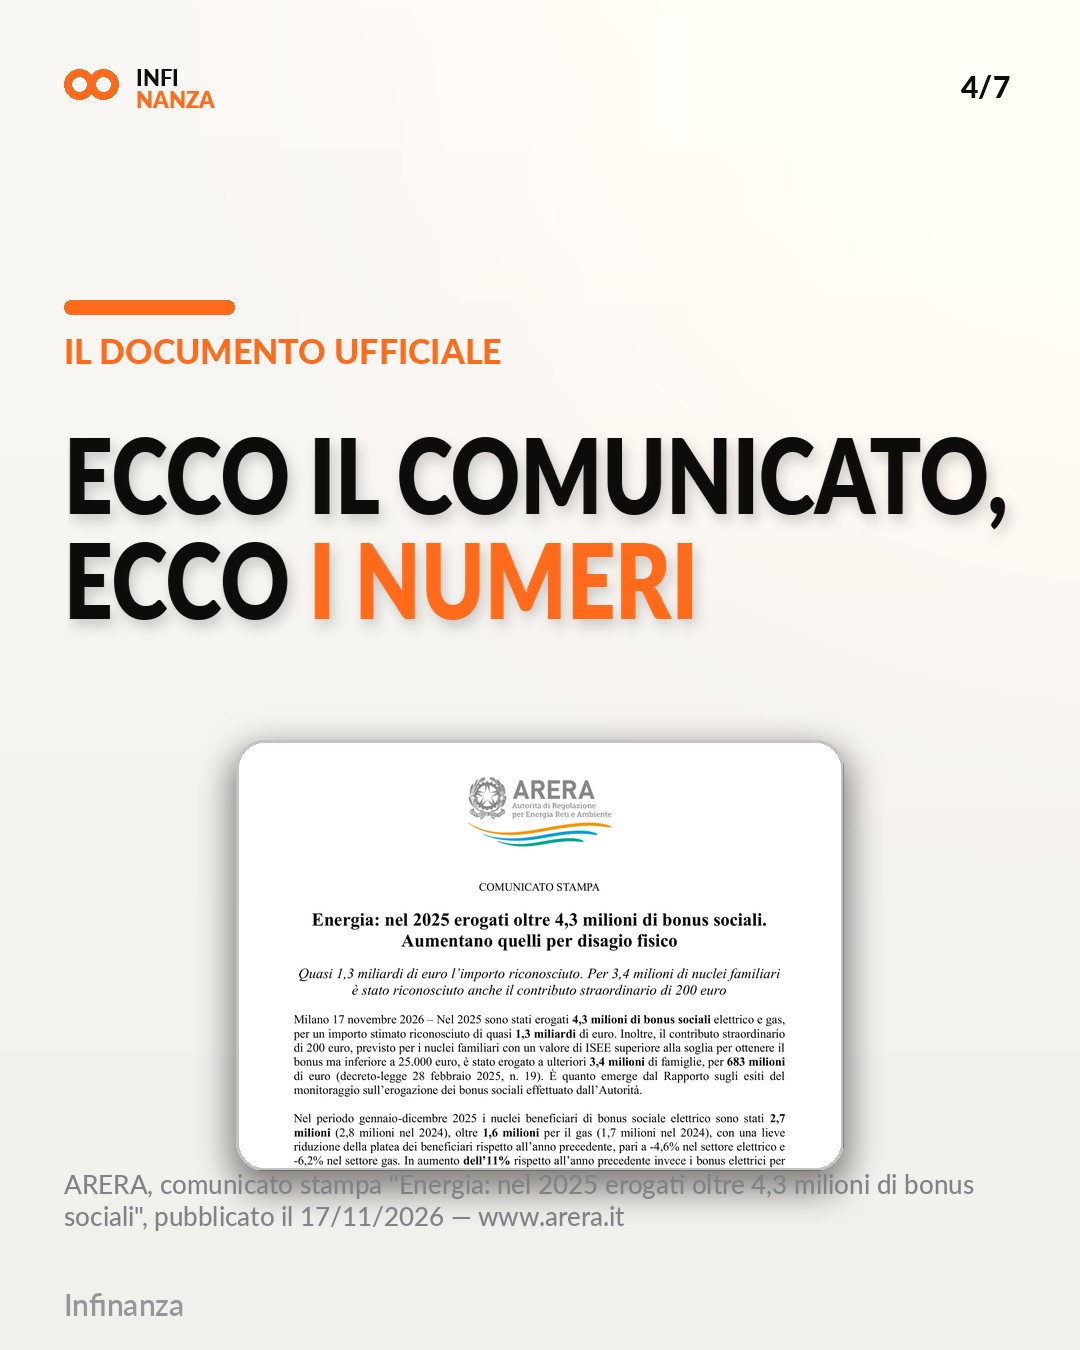 INFI
NANZA
4/7
IL DOCUMENTO UFFICIALE
ECCO IL COMUNICATO,
ECCO I NUMERI
ARERA
Autorità di Regolazione
per Energia Reti e Ambiente
COMUNICATO STAMPA
Energia: nel 2025 erogati oltre 4,3 milioni di bonus sociali.
Aumentano quelli per disagio fisico
Quasi 1,3 miliardi di euro l’importo riconosciuto. Per 3,4 milioni di nuclei familiari
è stato riconosciuto anche il contributo straordinario di 200 euro
Milano 17 novembre 2026 – Nel 2025 sono stati erogati 4,3 milioni di bonus sociali elettrico e gas,
per un importo stimato riconosciuto di quasi 1,3 miliardi di euro. Inoltre, il contributo straordinario
di 200 euro, previsto per i nuclei familiari con un valore di ISEE superiore alla soglia per ottenere il
bonus ma inferiore a 25.000 euro, è stato erogato a ulteriori 3,4 milioni di famiglie, per 683 milioni
di euro (decreto-legge 28 febbraio 2025, n. 19). È quanto emerge dal Rapporto sugli esiti del
monitoraggio sull’erogazione dei bonus sociali effettuato dall’Autorità.
Nel periodo gennaio-dicembre 2025 i nuclei beneficiari di bonus sociale elettrico sono stati 2,7
milioni (2,8 milioni nel 2024), oltre 1,6 milioni per il gas (1,7 milioni nel 2024), con una lieve
riduzione della platea dei beneficiari rispetto all’anno precedente, pari a -4,6% nel settore elettrico e
-6,2% nel settore gas. In aumento dell’11% rispetto all’anno precedente invece i bonus elettrici per
ARERA, comunicato stampa "Energia: nel 2025 erogati oltre 4,3 milioni di bonus
sociali", pubblicato il 17/11/2026 — www.arera.it
Infinanza